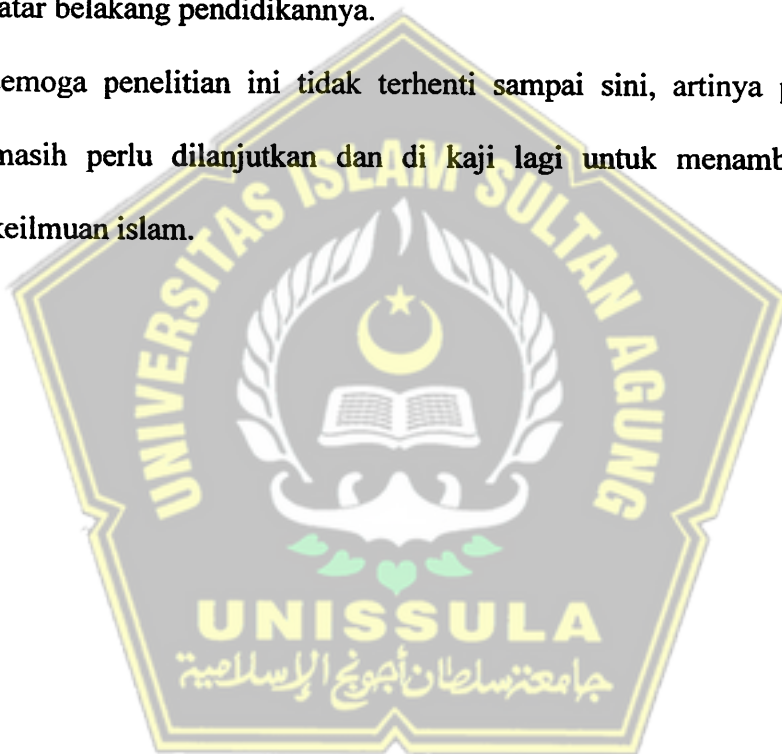 atar belakang pendidikannya.
emoga penelitian ini tidak terhenti sampai sini, artinya p
masih perlu dilanjutkan dan di kaji lagi untuk menamb
keilmuan islam.
UNIVERSITAS ISLAM SULTAN AGUNG
UNISSULA
جامعة سلطان أجونج الإسلامية